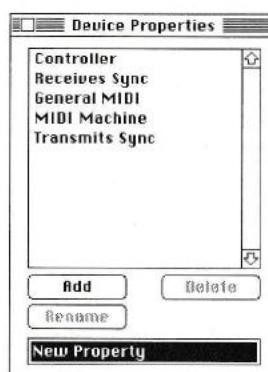 Device Properties
Controller
Receives Sync
General MIDI
MIDI Machine
Transmits Sync
Add
Delete
Rename
New Property